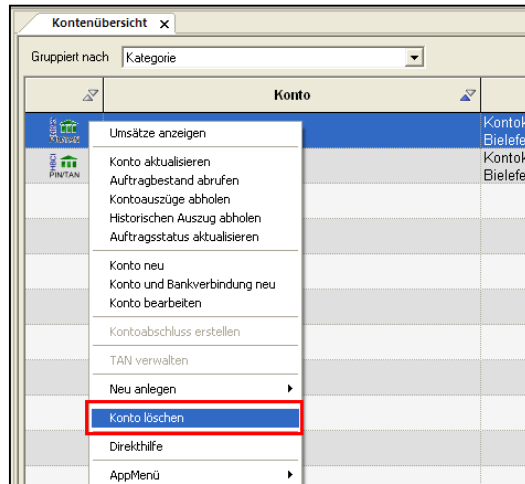 Kontenübersicht x
Gruppiert nach Kategorie
Konto
Bielefe
Kontok
Bielefe
PIN/TAN
Kontok
Umsätze anzeigen
Konto aktualisieren
Auftragbestand abrufen
Kontoauszüge abholen
Historischen Auszug abholen
Auftragsstatus aktualisieren
Konto neu
Konto und Bankverbindung neu
Konto bearbeiten
Kontoabschluss erstellen
TAN verwalten
Neu anlegen
Konto löschen
Direkthilfe
AppMenü